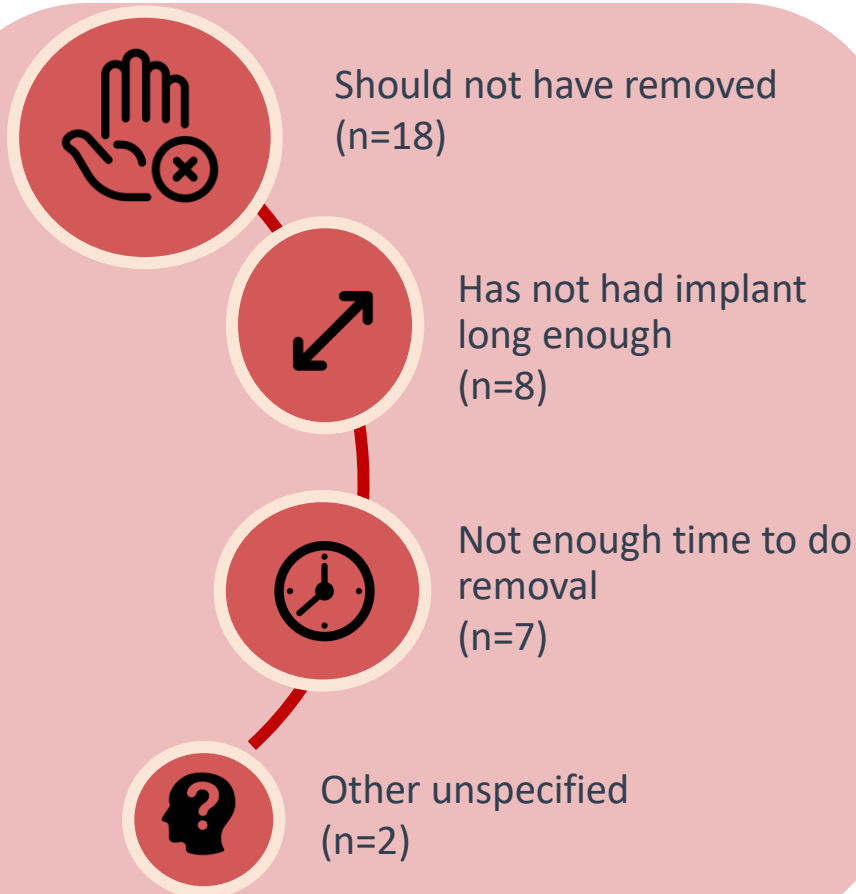 Should not have removed
(n=18)
Has not had implant
long enough
(n=8)
Not enough time to do
removal
(n=7)
Other unspecified
(n=2)